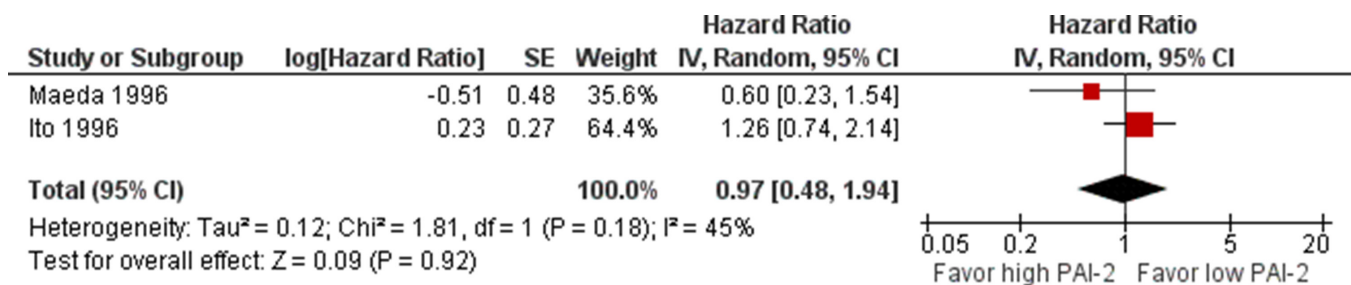 Hazard Ratio Hazard Ratio
Study or Subgroup log[Hazard Ratio] SE Weight IV, Random, 95% CI IV, Random, 95% CI
Maeda 1996 -0.51 0.48 35.6% 0.60 [0.23, 1.54]
Ito 1996 0.23 0.27 64.4% 1.26 [0.74, 2.14]
Total (95% CI) 100.0% 0.97 [0.48, 1.94]
Heterogeneity: Tau² = 0.12; Chi² = 1.81, df = 1 (P = 0.18); I² = 45%
Test for overall effect: Z = 0.09 (P = 0.92)
0.05 0.2 1 5 20
Favor high PAI-2 Favor low PAI-2